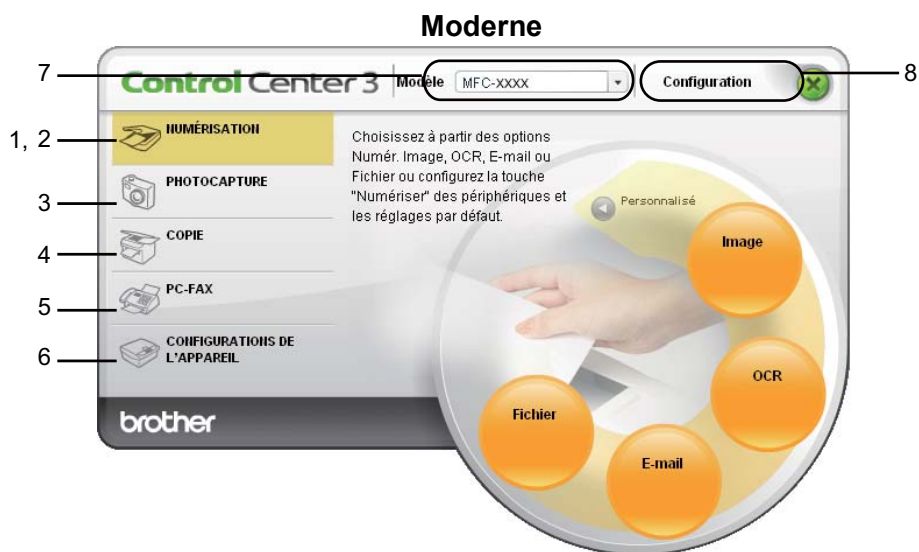 Moderne
7
Control Center 3
Modèle
MFC-XXXX
Configuration
8
1, 2
NUMÉRISATION
3
PHOTOCAPTURE
4
COPIE
5
PC-FAX
6
CONFIGURATIONS DE
L'APPAREIL
brother
Choisissez à partir des options
Numér. Image, OCR, E-mail ou
Fichier ou configurez la touche
"Numériser" des périphériques et
les réglages par défaut.
Personnalisé
Image
OCR
E-mail
Fichier